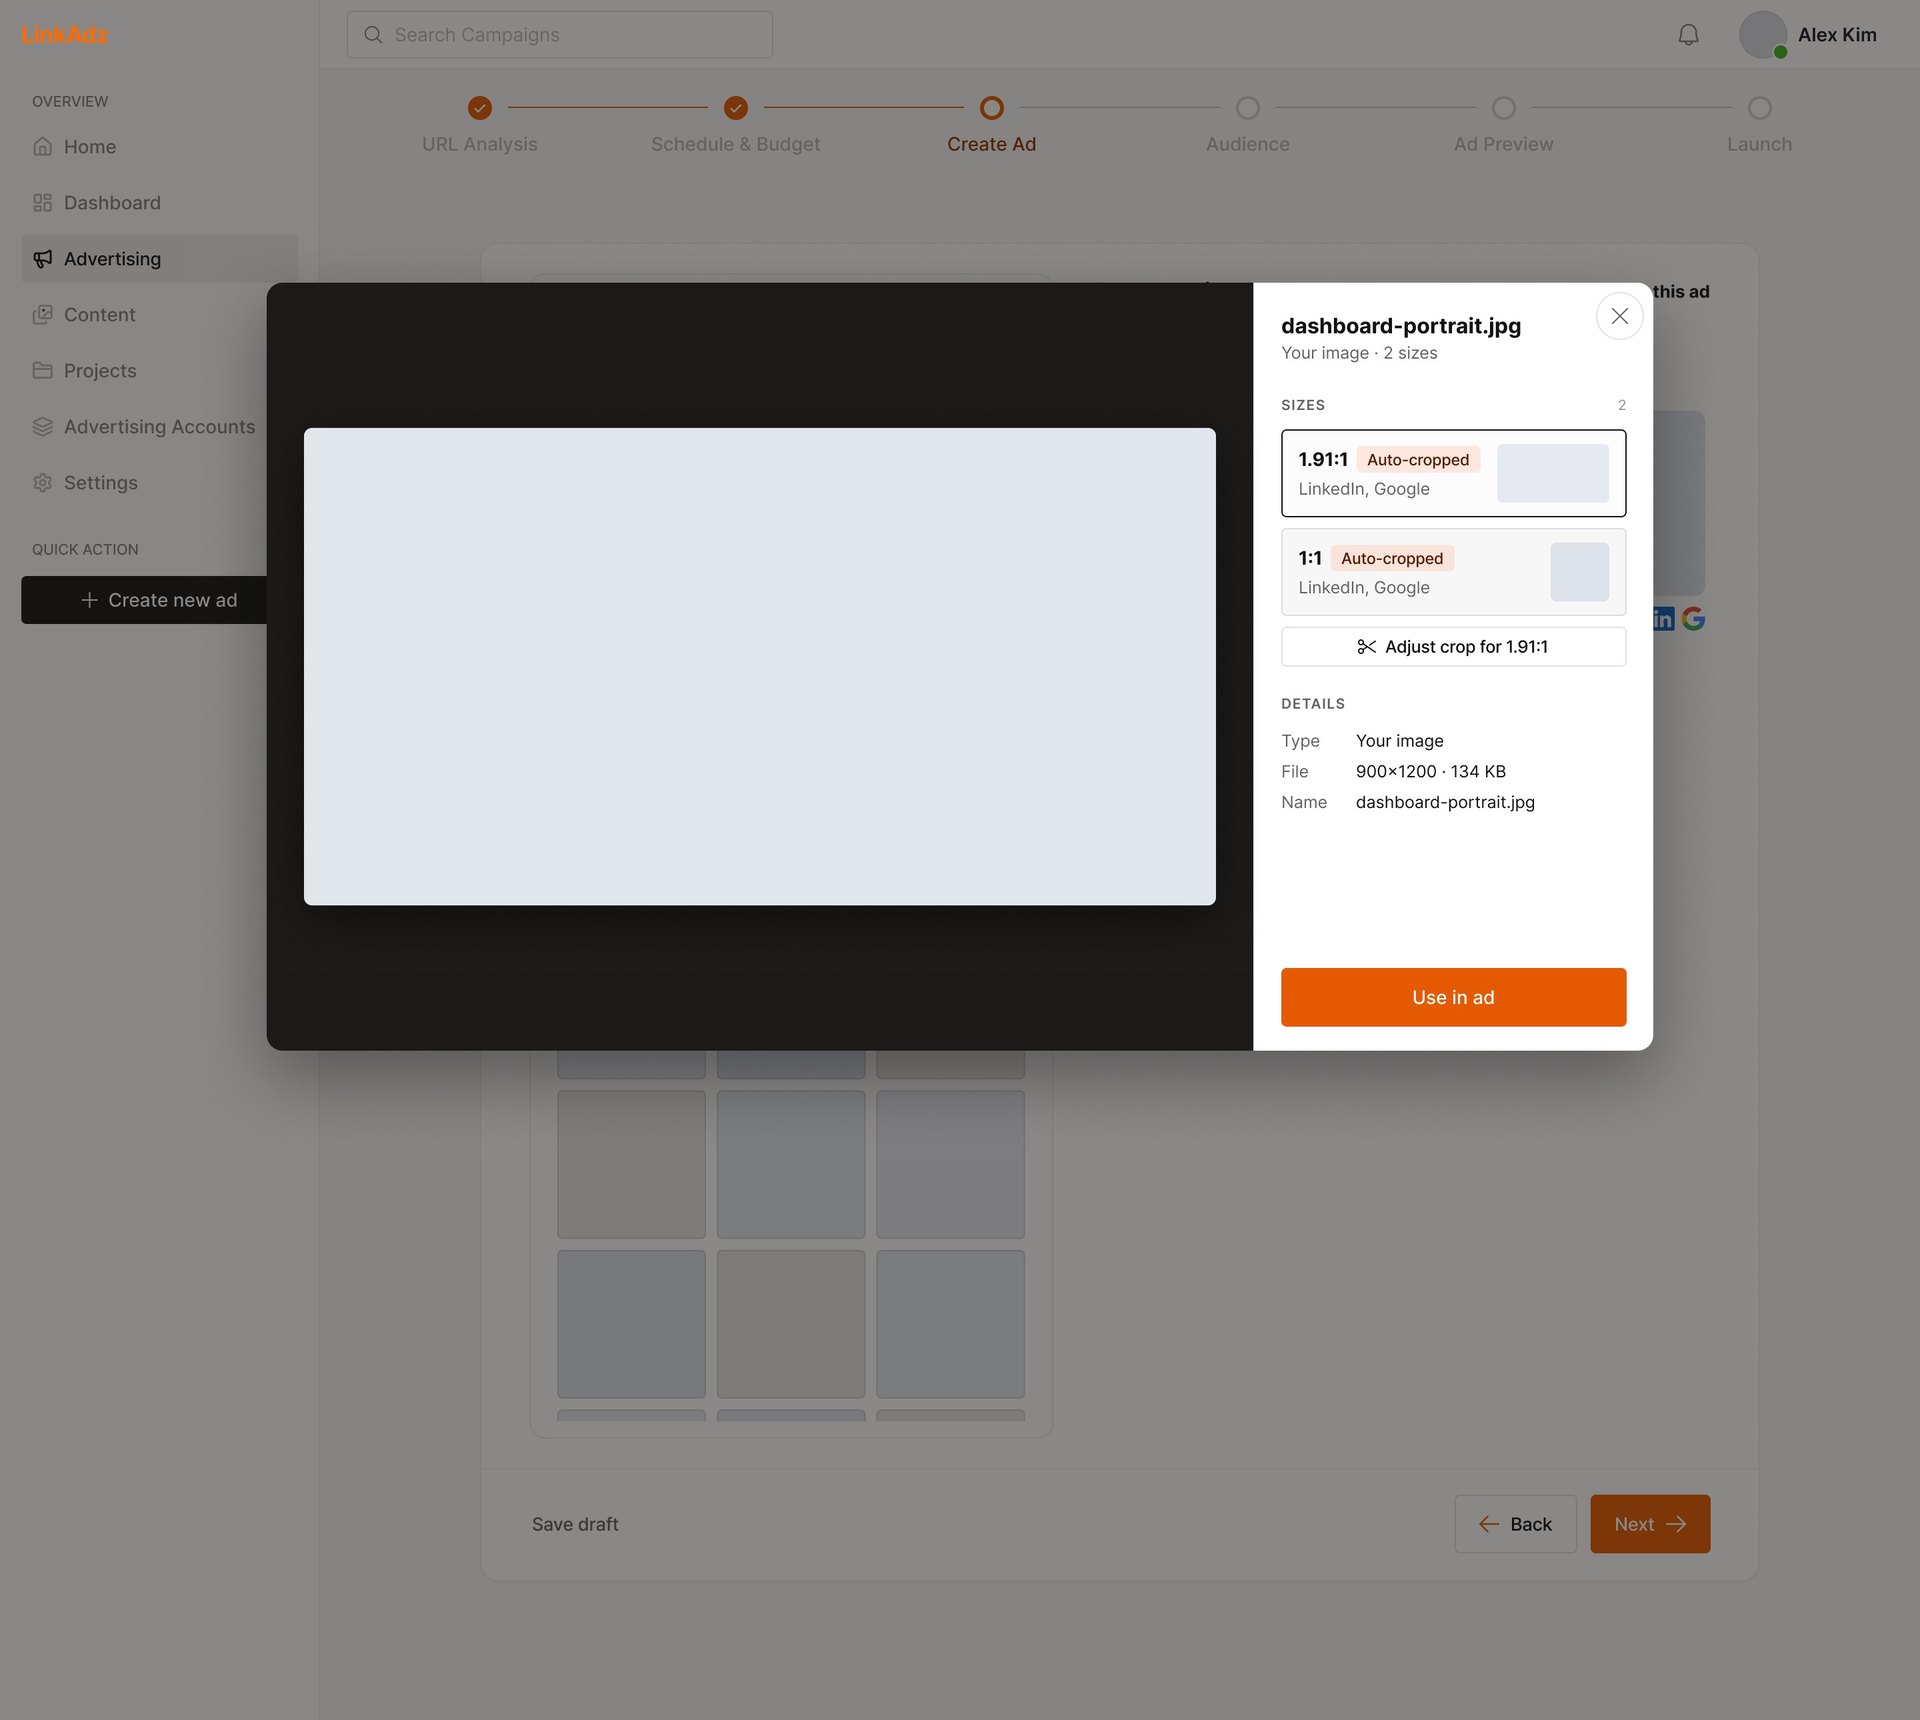 LinkAdz
Search Campaigns
Alex Kim
OVERVIEW
Home
Dashboard
Advertising
Content
Projects
Advertising Accounts
Settings
QUICK ACTION
Create new ad
URL Analysis
Schedule & Budget
Create Ad
Audience
Ad Preview
Launch
this ad
dashboard-portrait.jpg
Your image · 2 sizes
SIZES 2
1.91:1 Auto-cropped
LinkedIn, Google
1:1 Auto-cropped
LinkedIn, Google
Adjust crop for 1.91:1
DETAILS
Type Your image
File 900×1200 · 134 KB
Name dashboard-portrait.jpg
Use in ad
in G
Save draft
Back
Next